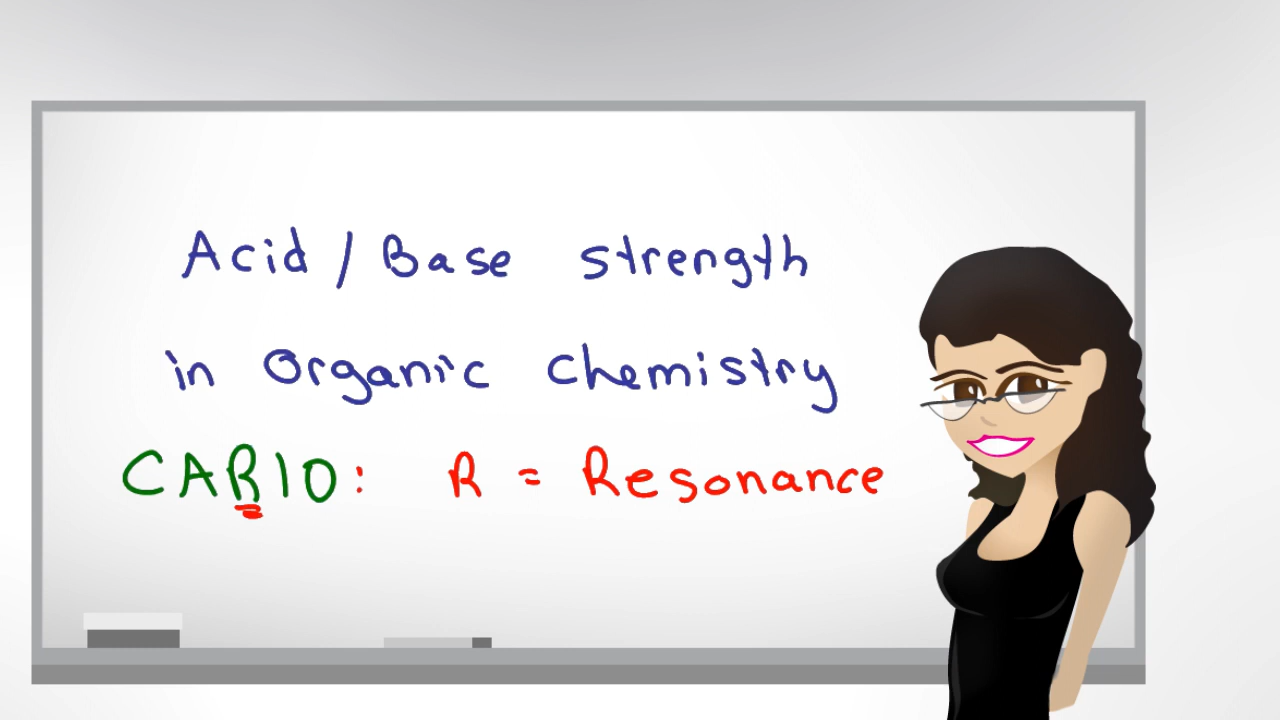 Acid / Base strength
in Organic Chemistry
CARIO: R = Resonance